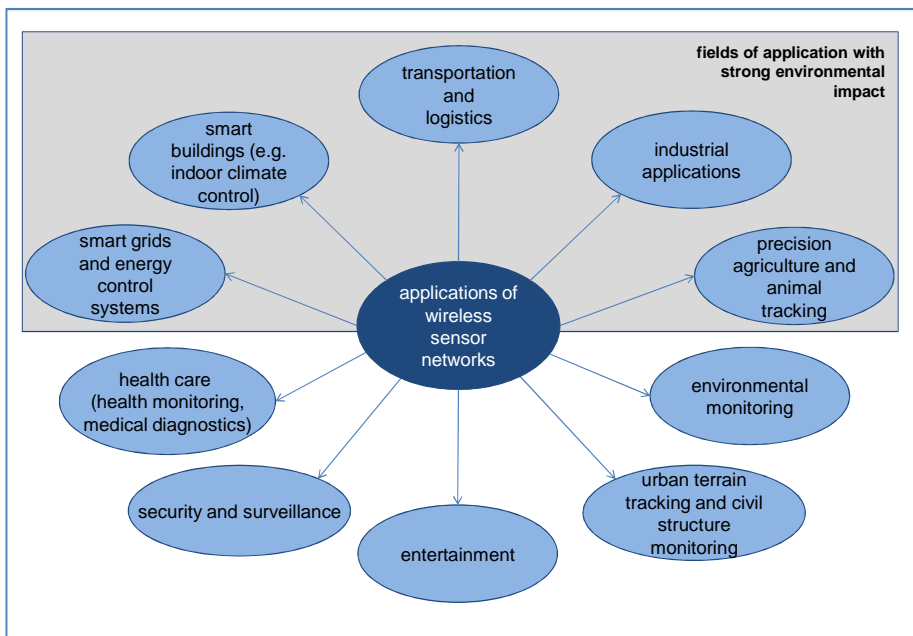 fields of application with
strong environmental
impact
transportation
and
logistics
smart
buildings (e.g.
indoor climate
control)
industrial
applications
smart grids
and energy
control
systems
precision
agriculture and
animal
tracking
applications of
wireless
sensor
networks
health care
(health monitoring,
medical diagnostics)
environmental
monitoring
security and surveillance
entertainment
urban terrain
tracking and civil
structure
monitoring